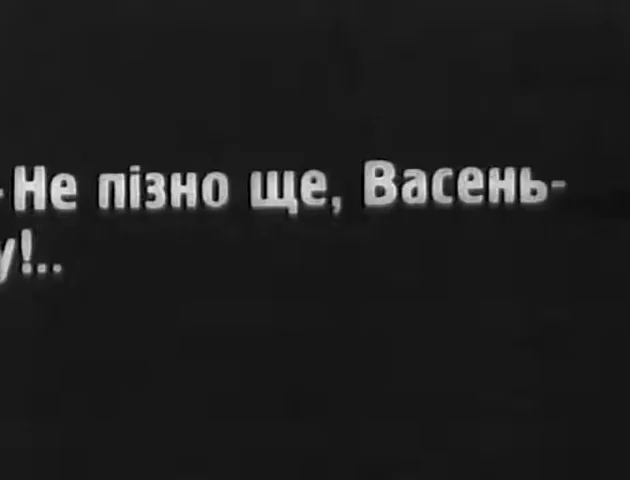 -Не пізно ще, Васень-
у!..